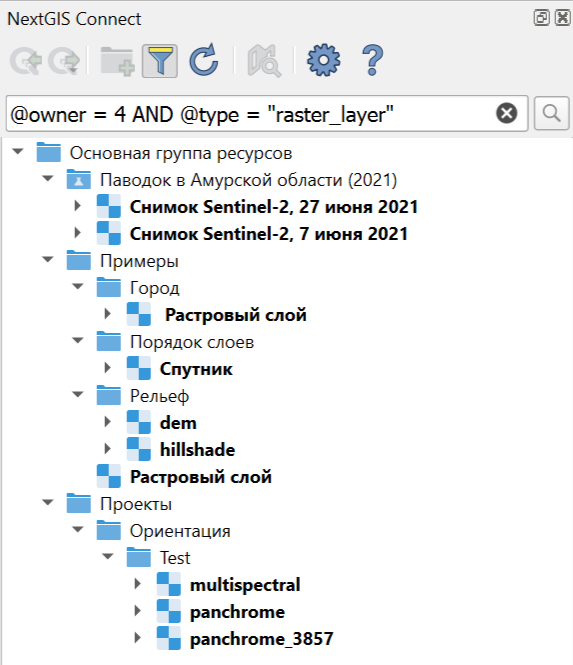 NextGIS Connect
@owner = 4 AND @type = "raster_layer"
Основная группа ресурсов
Паводок в Амурской области (2021)
Снимок Sentinel-2, 27 июня 2021
Снимок Sentinel-2, 7 июня 2021
Примеры
Город
Растровый слой
Порядок слоев
Спутник
Рельеф
dem
hillshade
Растровый слой
Проекты
Ориентация
Test
multispectral
panchrome
panchrome_3857